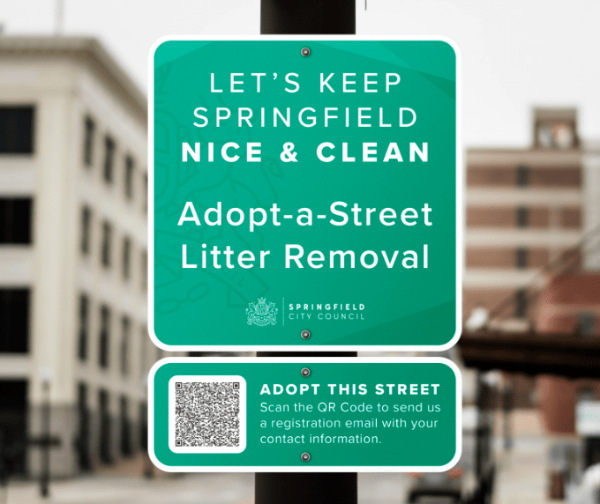 LET'S KEEP
SPRINGFIELD
NICE & CLEAN
Adopt-a-Street
Litter Removal
SPRINGFIELD
CITY COUNCIL
ADOPT THIS STREET
Scan the QR Code to send us
a registration email with your
contact information.